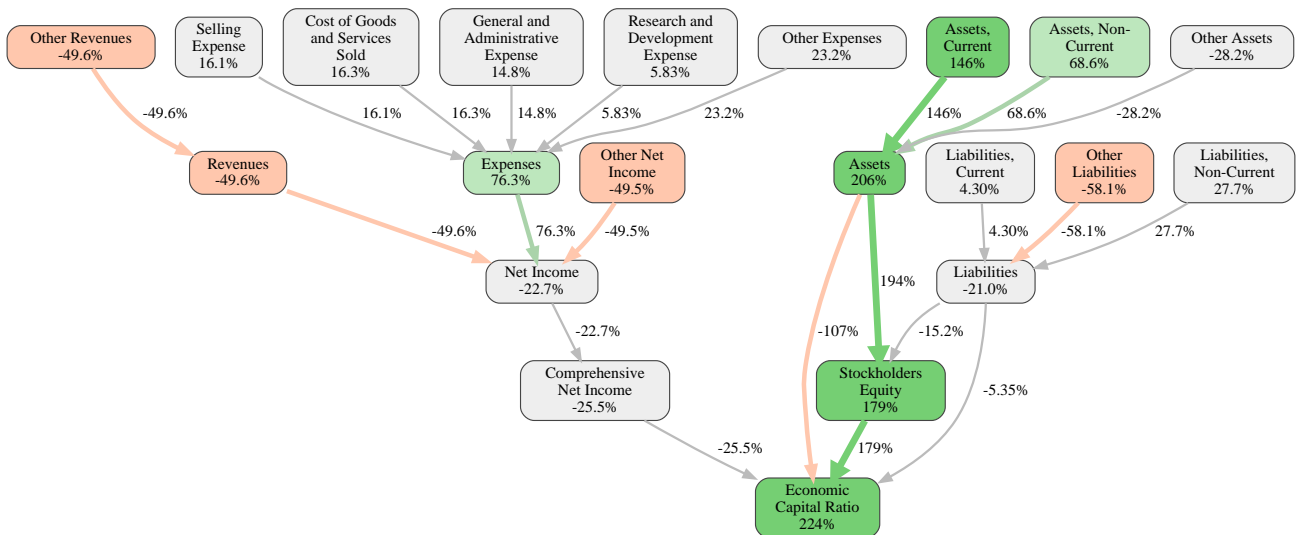 Other Revenues
-49.6%
Selling
Expense
16.1%
Cost of Goods
and Services
Sold
16.3%
General and
Administrative
Expense
14.8%
Research and
Development
Expense
5.83%
Other Expenses
23.2%
Assets,
Current
146%
Assets, Non-
Current
68.6%
Other Assets
-28.2%
-49.6%
16.1%
16.3%
14.8%
5.83%
23.2%
146%
68.6%
-28.2%
Revenues
-49.6%
Expenses
76.3%
Other Net
Income
-49.5%
Assets
206%
Liabilities,
Current
4.30%
Other
Liabilities
-58.1%
Liabilities,
Non-Current
27.7%
-49.6%
76.3%
-49.5%
4.30%
-58.1%
27.7%
Net Income
-22.7%
194%
Liabilities
-21.0%
-22.7%
-107%
-15.2%
Comprehensive
Net Income
-25.5%
Stockholders
Equity
179%
-5.35%
-25.5%
179%
Economic
Capital Ratio
224%